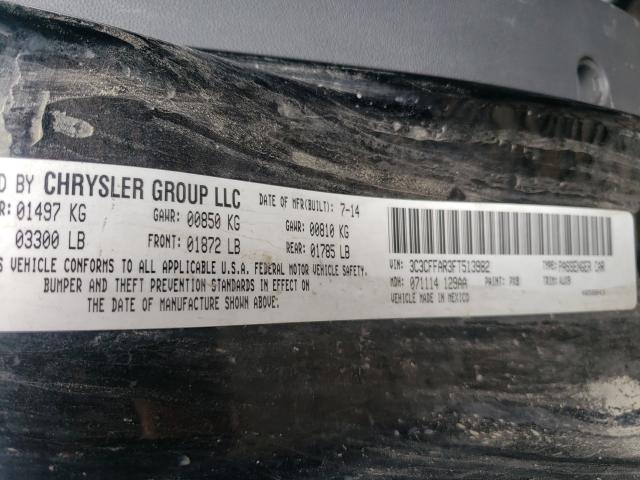 D BY CHRYSLER GROUP LLC DATE OF MFR(BUILT): 7-14
R: 01497 KG GAWR: 00850 KG GAWR: 00810 KG
03300 LB FRONT: 01872 LB REAR: 01785 LB
S VEHICLE CONFORMS TO ALL APPLICABLE U.S.A. FEDERAL MOTOR VEHICLE SAFETY,
BUMPER AND THEFT PREVENTION STANDARDS IN EFFECT ON
THE DATE OF MANUFACTURE SHOWN ABOVE.
VIN: 3C3CFFAR3FT513982 TYPE: PASSENGER CAR
MDH: 071114 129AA PAINT: PXB TRIM:
VEHICLE MADE IN MEXICO